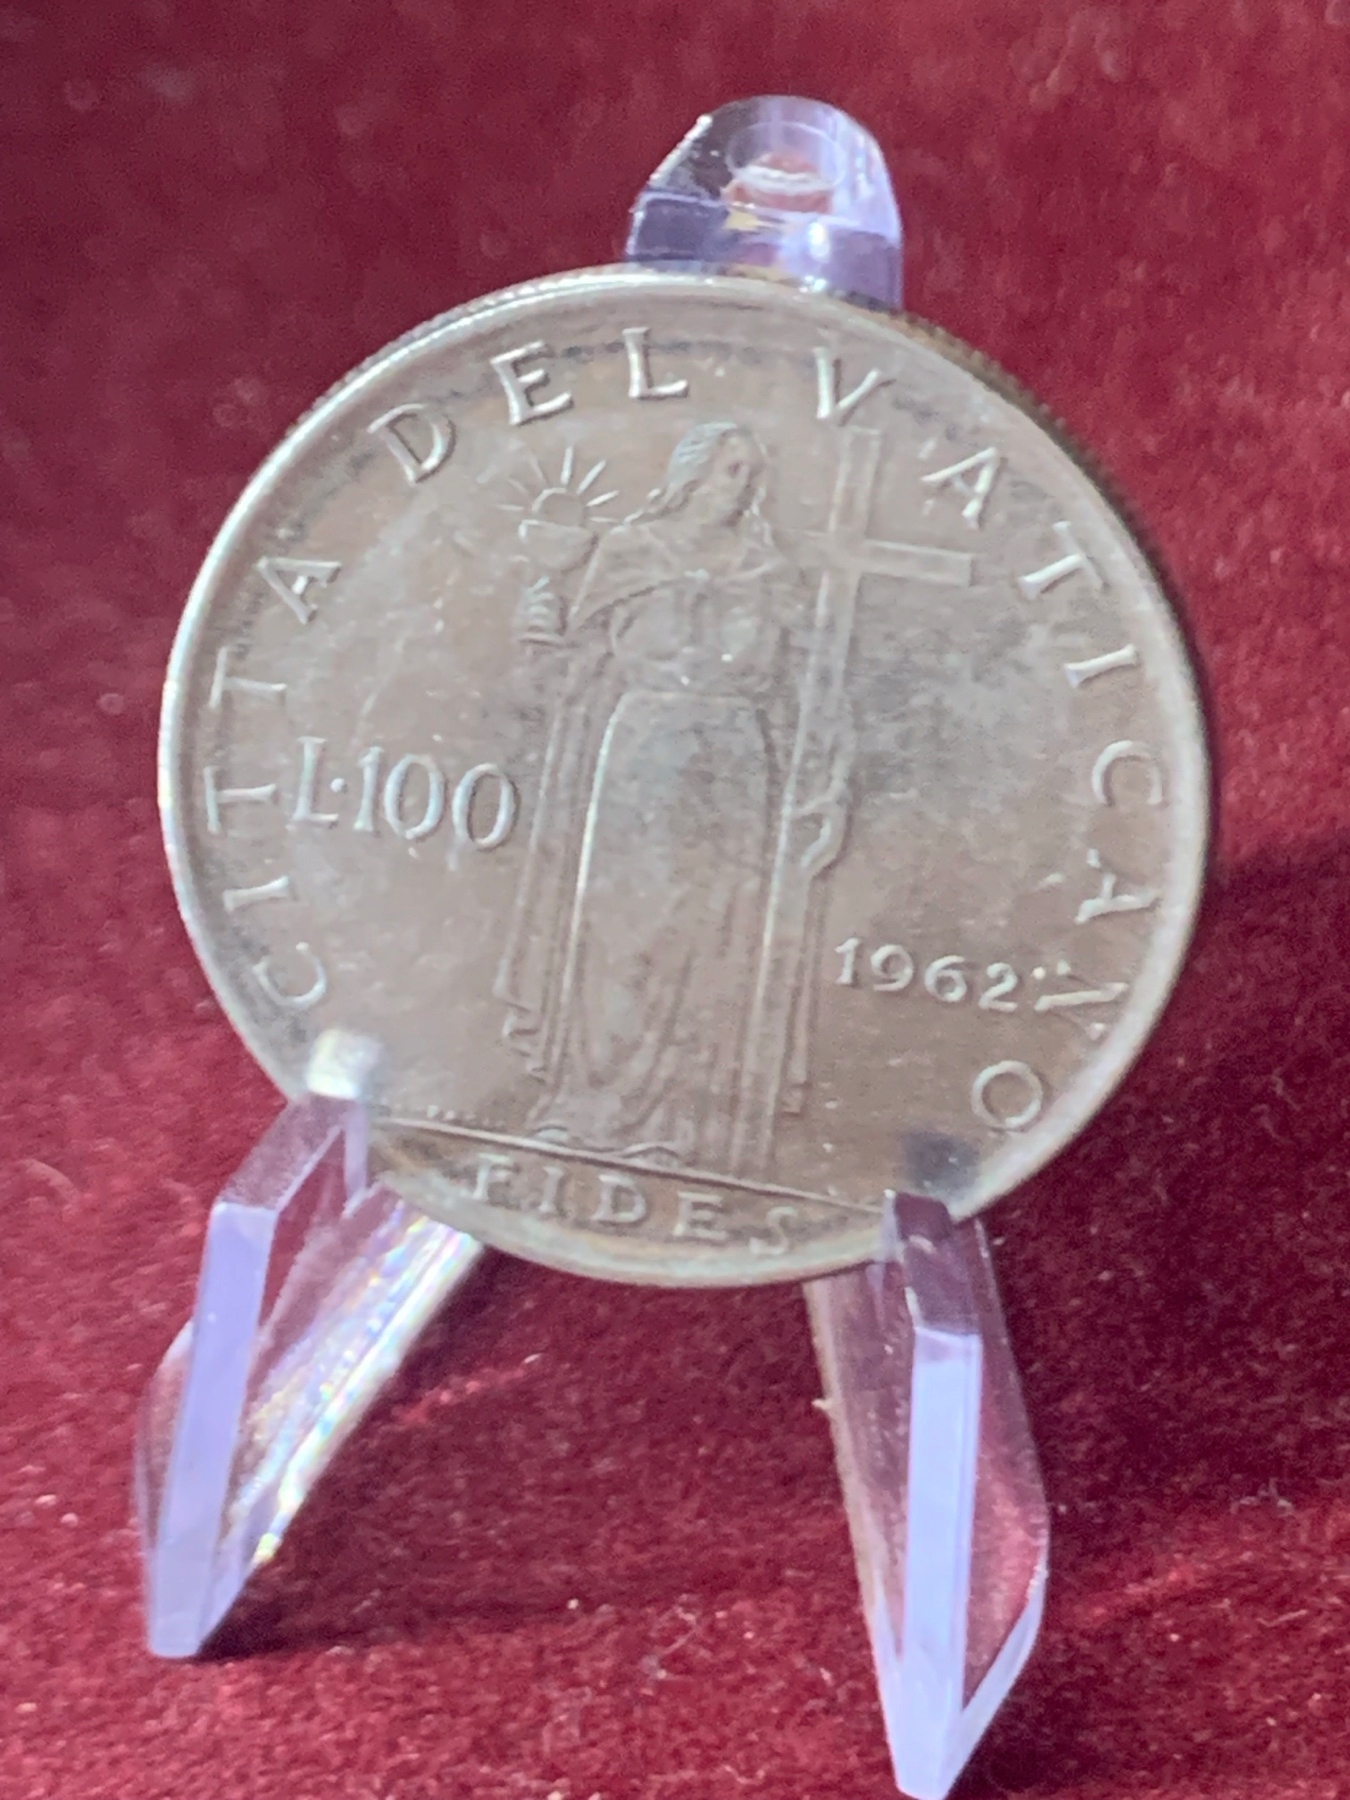 CITTA DEL VATICANO
L·100
1962
FIDES